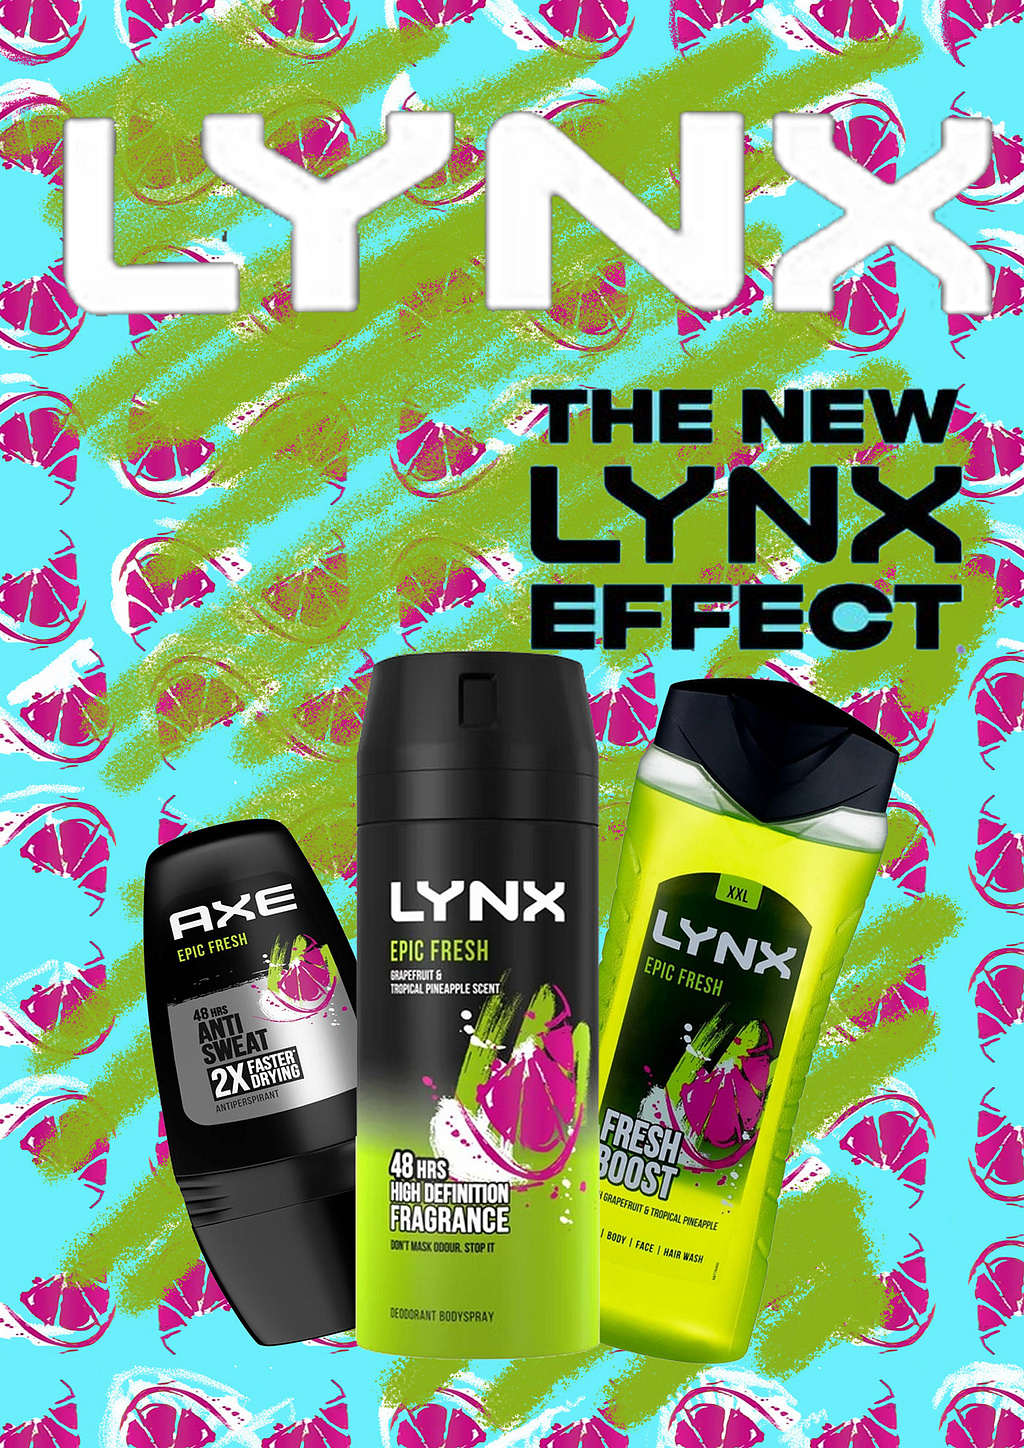 LYNX
THE NEW
LYNX
EFFECT
AXE
EPIC FRESH
48 HRS
ANTI
SWEAT
2X FASTER*
DRYING
ANTIPERSPIRANT
LYNX
EPIC FRESH
GRAPEFRUIT &
TROPICAL PINEAPPLE SCENT
48 HRS
HIGH DEFINITION
FRAGRANCE
DON'T MASK ODOUR. STOP IT
DEODORANT BODYSPRAY
XXL
LYNX
EPIC FRESH
FRESH
BOOST
GRAPEFRUIT & TROPICAL PINEAPPLE
| BODY | FACE | HAIR WASH